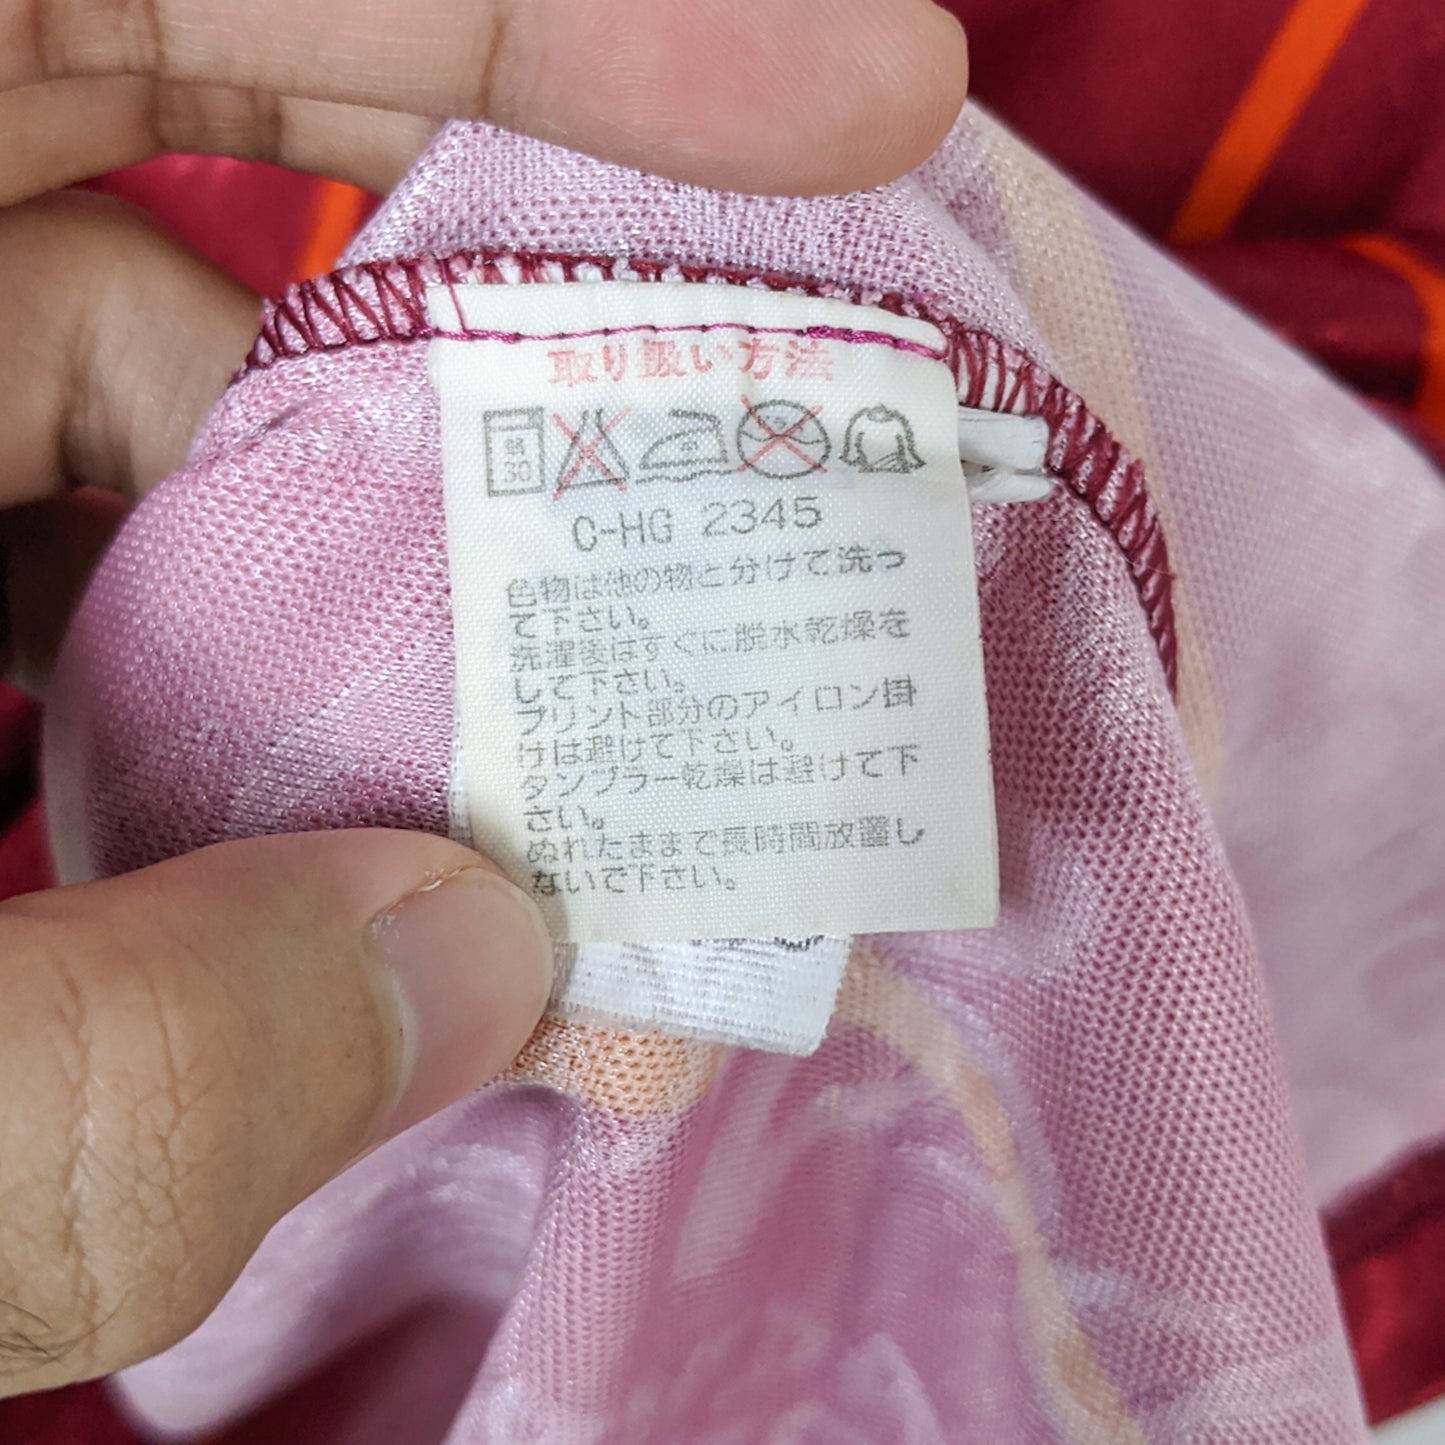 取り扱い方法
弱
30
C-HG 2345
色物は他の物と分けて洗っ
て下さい。
洗濯後はすぐに脱水乾燥を
して下さい。
プリント部分のアイロン掛
けは避けて下さい。
タンブラー乾燥は避けて下
さい。
ぬれたままで長時間放置し
ないで下さい。